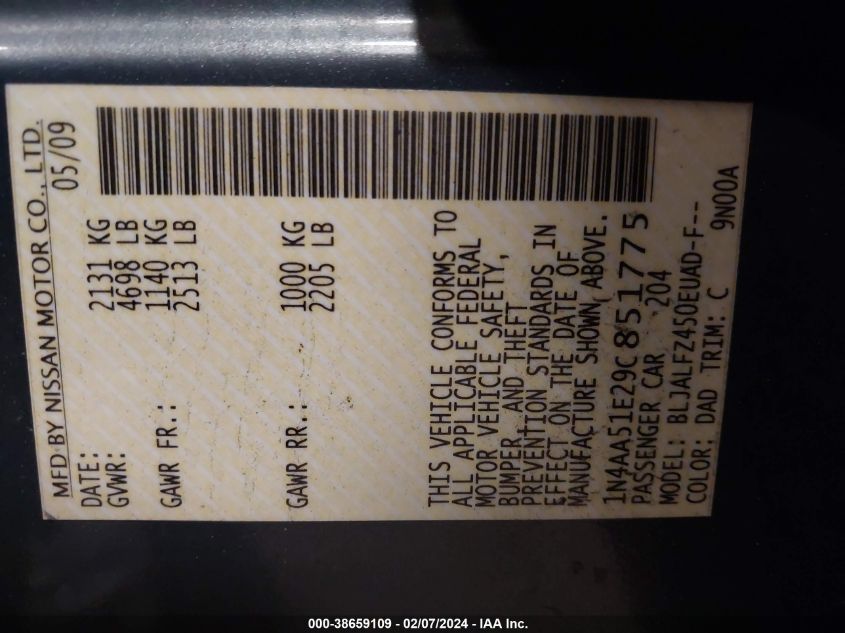 MFD BY NISSAN MOTOR CO., LTD.
DATE: 05/09
GVWR: 2131 KG
4698 LB
GAWR FR.: 1140 KG
2513 LB
GAWR RR.: 1000 KG
2205 LB
THIS VEHICLE CONFORMS TO
ALL APPLICABLE FEDERAL
MOTOR VEHICLE SAFETY,
BUMPER, AND THEFT
PREVENTION STANDARDS IN
EFFECT ON THE DATE OF
MANUFACTURE SHOWN ABOVE.
1N4AA51E29C851775
PASSENGER CAR 204
MODEL: BLJALFZ450EUAD-F---
COLOR: DAD TRIM: C 9N00A
000-38659109 - 02/07/2024 - IAA Inc.